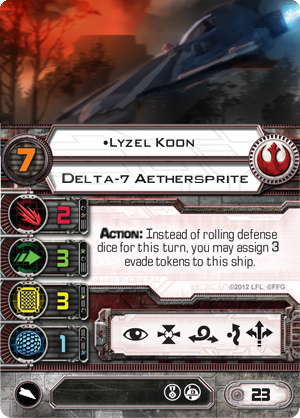 •Lyzel Koon
7
Delta-7 Aethersprite
2
Action: Instead of rolling defense
dice for this turn, you may assign 3
evade tokens to this ship.
3
©2012 LFL ©FFG
3
1
23